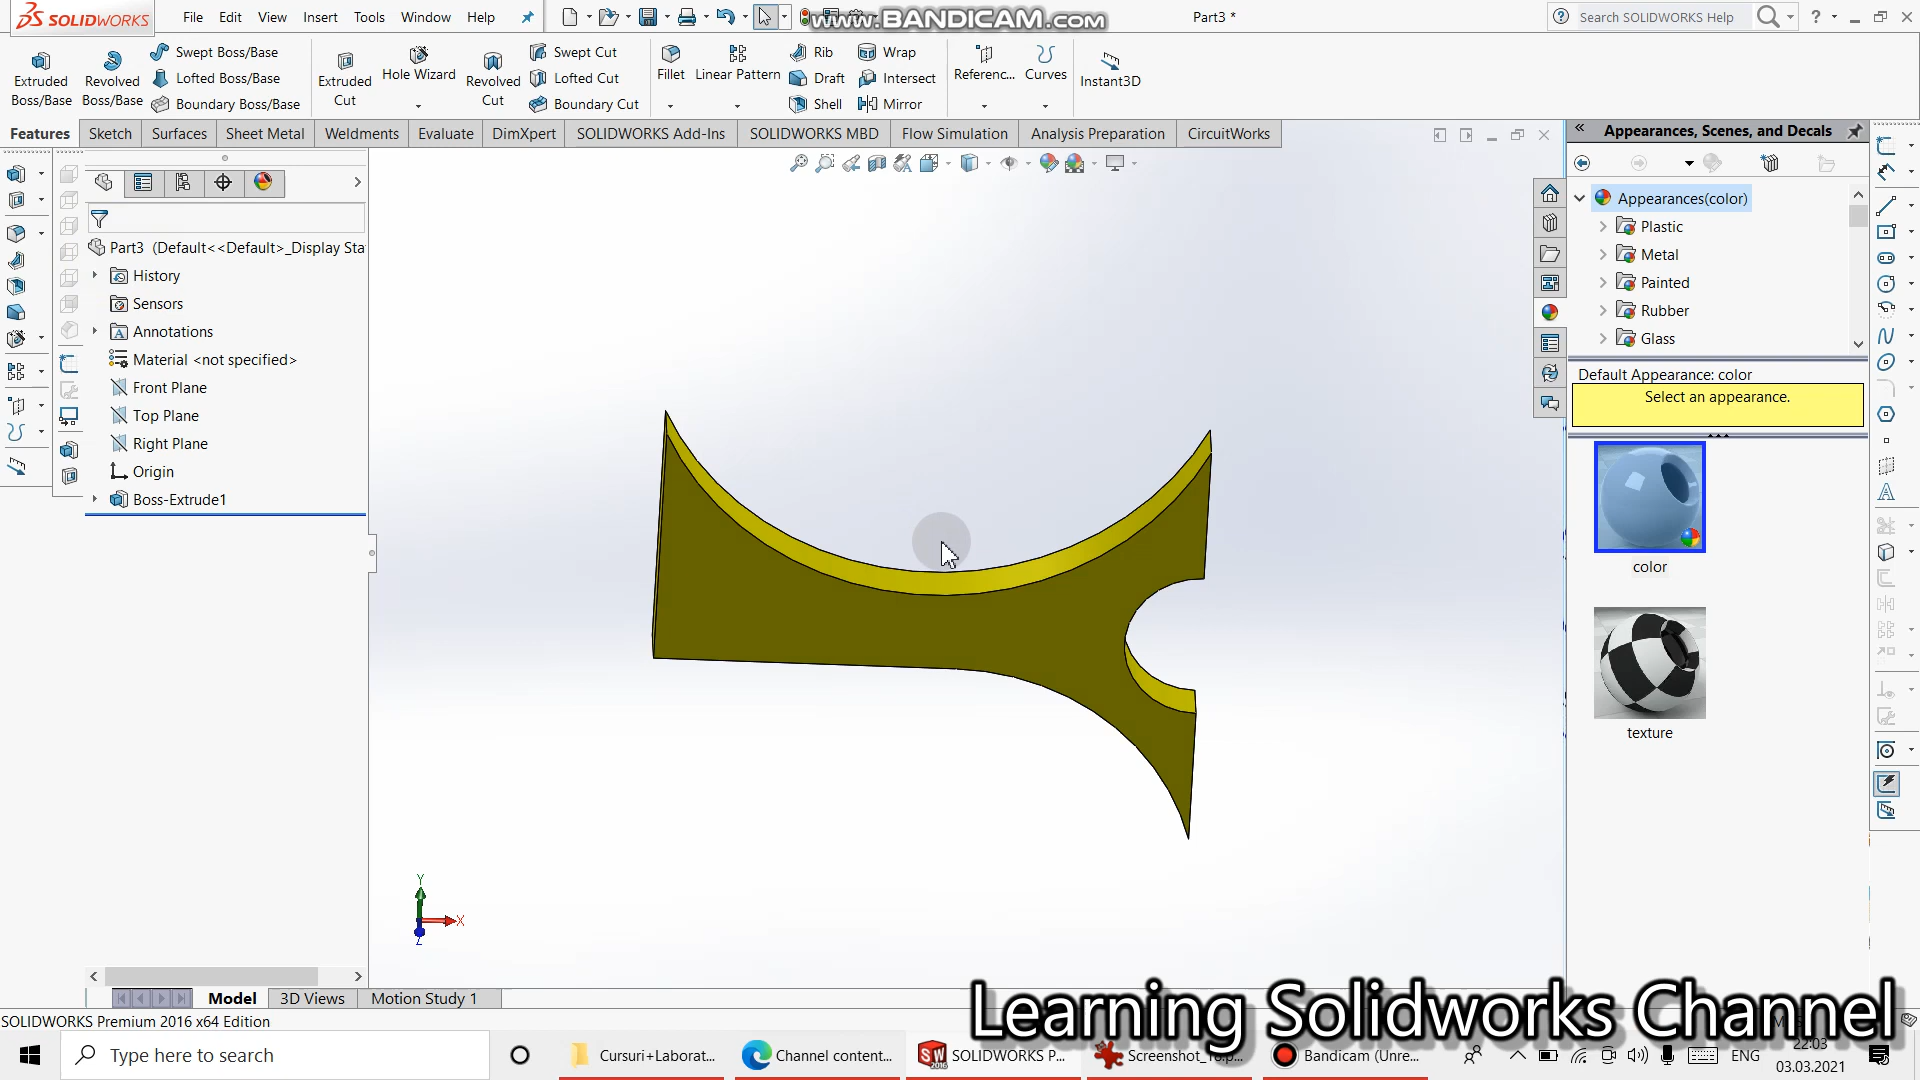 SOLIDWORKS File Edit View Insert Tools Window Help Part3 * Search SOLIDWORKS Help
www.BANDICAM.com
Extruded Boss/Base
Revolved Boss/Base
Swept Boss/Base
Lofted Boss/Base
Boundary Boss/Base
Extruded Cut
Hole Wizard
Revolved Cut
Swept Cut
Lofted Cut
Boundary Cut
Fillet
Linear Pattern
Rib
Draft
Shell
Wrap
Intersect
Mirror
Referenc...
Curves
Instant3D
Features Sketch Surfaces Sheet Metal Weldments Evaluate DimXpert SOLIDWORKS Add-Ins SOLIDWORKS MBD Flow Simulation Analysis Preparation CircuitWorks
Part3 (Default<<Default>_Display Sta
History
Sensors
Annotations
Material <not specified>
Front Plane
Top Plane
Right Plane
Origin
Boss-Extrude1
Y
X
Z
Appearances, Scenes, and Decals
Appearances(color)
Plastic
Metal
Painted
Rubber
Glass
Default Appearance: color
Select an appearance.
color
texture
Model 3D Views Motion Study 1
SOLIDWORKS Premium 2016 x64 Edition
Learning Solidworks Channel
Type here to search
Cursuri+Laborat...
Channel content...
SOLIDWORKS P...
Screenshot_16.p...
Bandicam (Unre...
ENG
22:03
03.03.2021